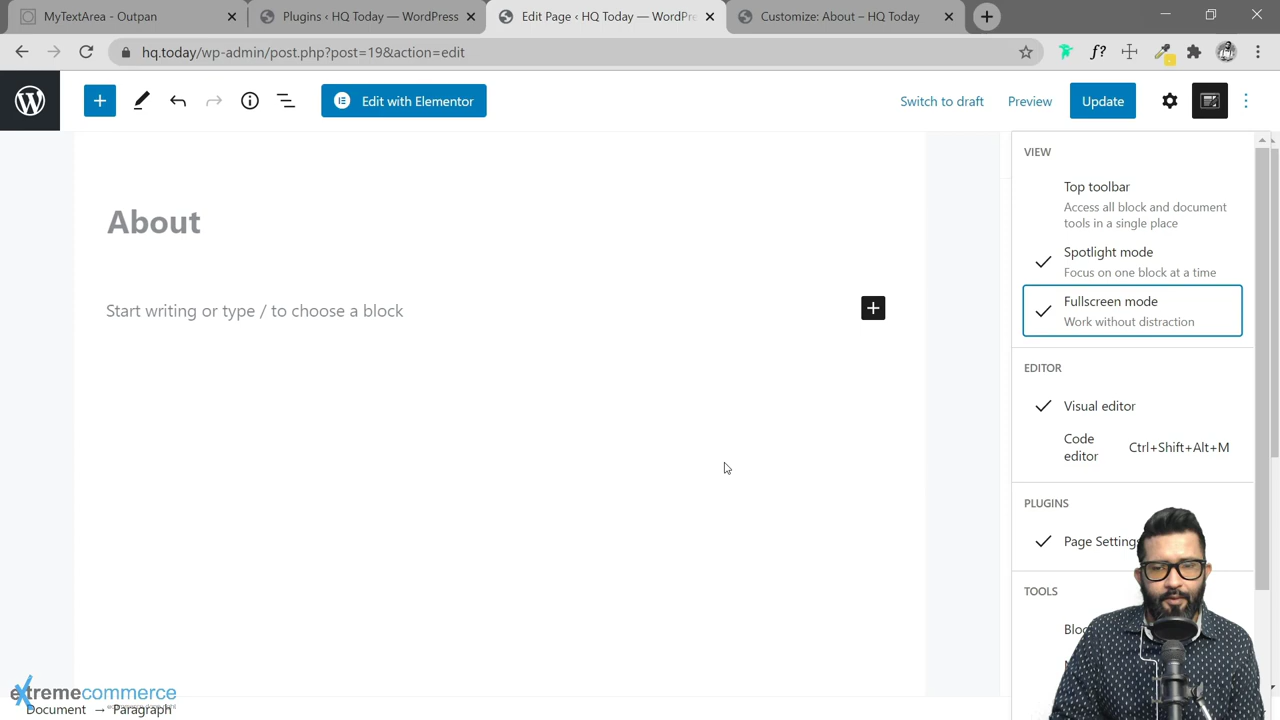 MyTextArea - Outpan
Plugins ‹ HQ Today — WordPress
Edit Page ‹ HQ Today — WordPre
Customize: About – HQ Today
hq.today/wp-admin/post.php?post=19&action=edit
f?
Edit with Elementor
Switch to draft
Preview
Update
VIEW
Top toolbar
Access all block and document
tools in a single place
Spotlight mode
Focus on one block at a time
Fullscreen mode
Work without distraction
EDITOR
Visual editor
Code
editor
Ctrl+Shift+Alt+M
PLUGINS
Page Settings
TOOLS
Bloc
About
Start writing or type / to choose a block
extremecommerce
Document → Paragraph